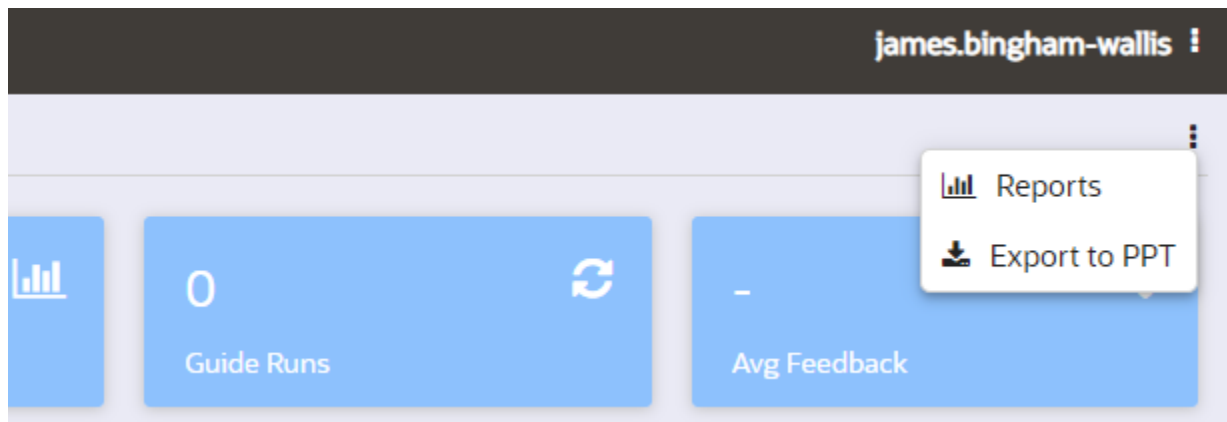 james.bingham-wallis
Reports
Export to PPT
0
-
Guide Runs
Avg Feedback